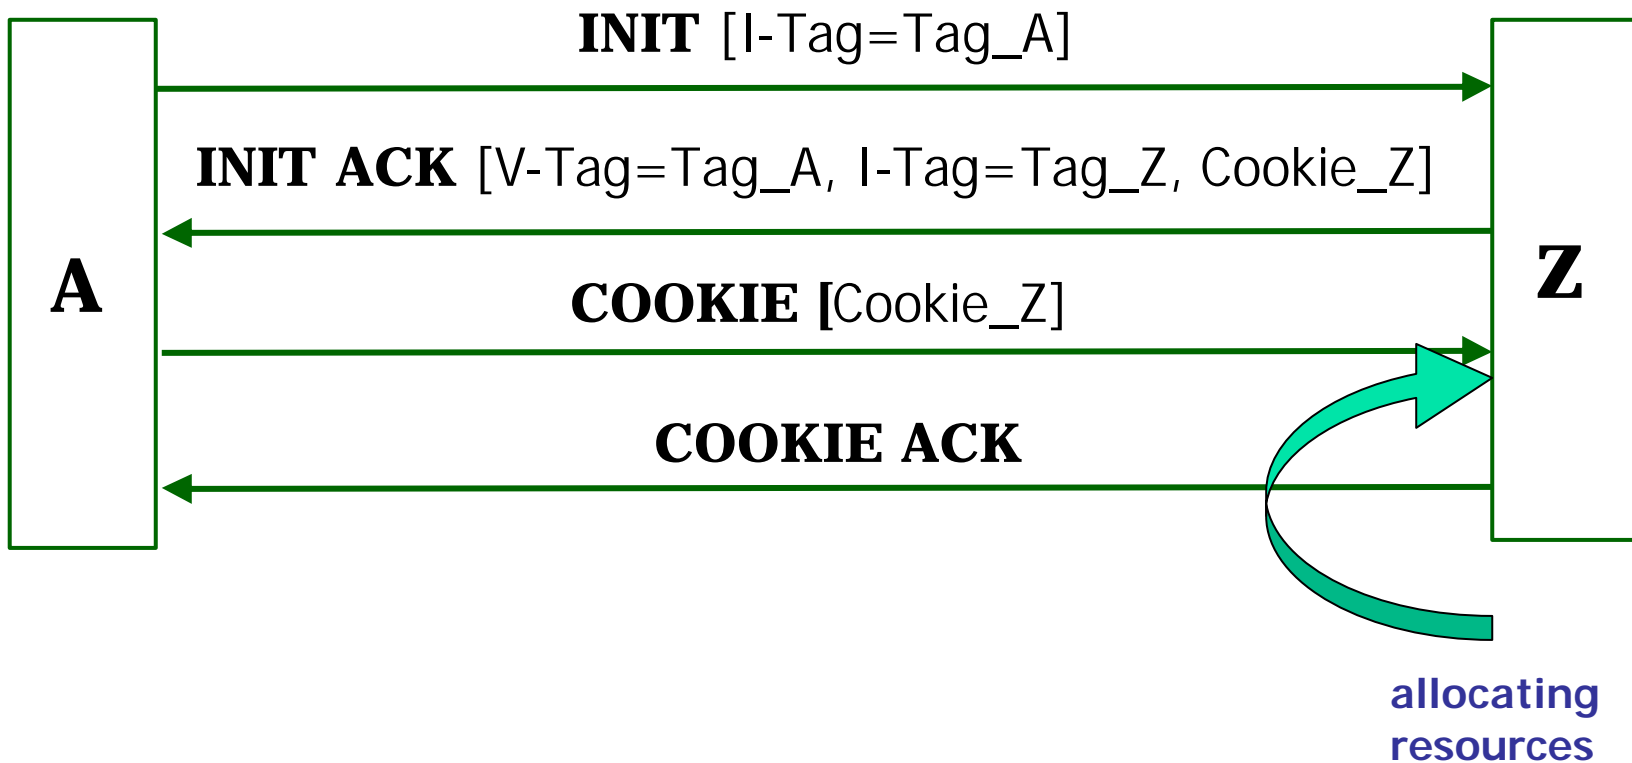 INIT [I-Tag=Tag_A]
INIT ACK [V-Tag=Tag_A, I-Tag=Tag_Z, Cookie_Z]
A
Z
COOKIE [Cookie_Z]
COOKIE ACK
allocating
resources